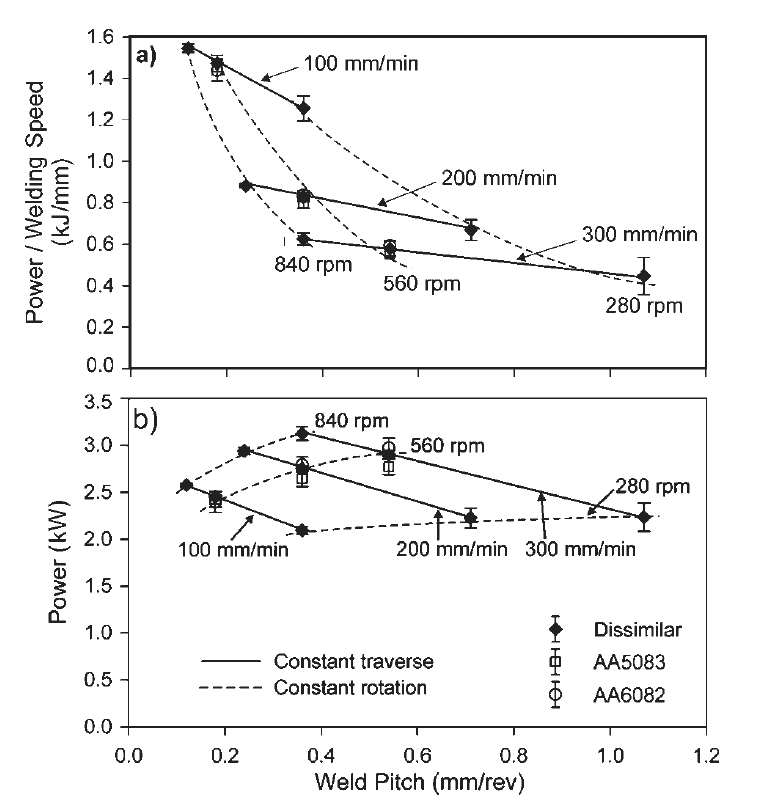 a)
Power / Welding Speed
(kJ/mm)
1.6
1.4
1.2
1.0
0.8
0.6
0.4
0.2
0.0
100 mm/min
200 mm/min
300 mm/min
840 rpm
560 rpm
280 rpm
b)
Power (kW)
3.5
3.0
2.5
2.0
1.5
1.0
0.5
0.0
840 rpm
560 rpm
280 rpm
100 mm/min
200 mm/min
300 mm/min
Dissimilar
Constant traverse
AA5083
Constant rotation
AA6082
0.0 0.2 0.4 0.6 0.8 1.0 1.2
Weld Pitch (mm/rev)